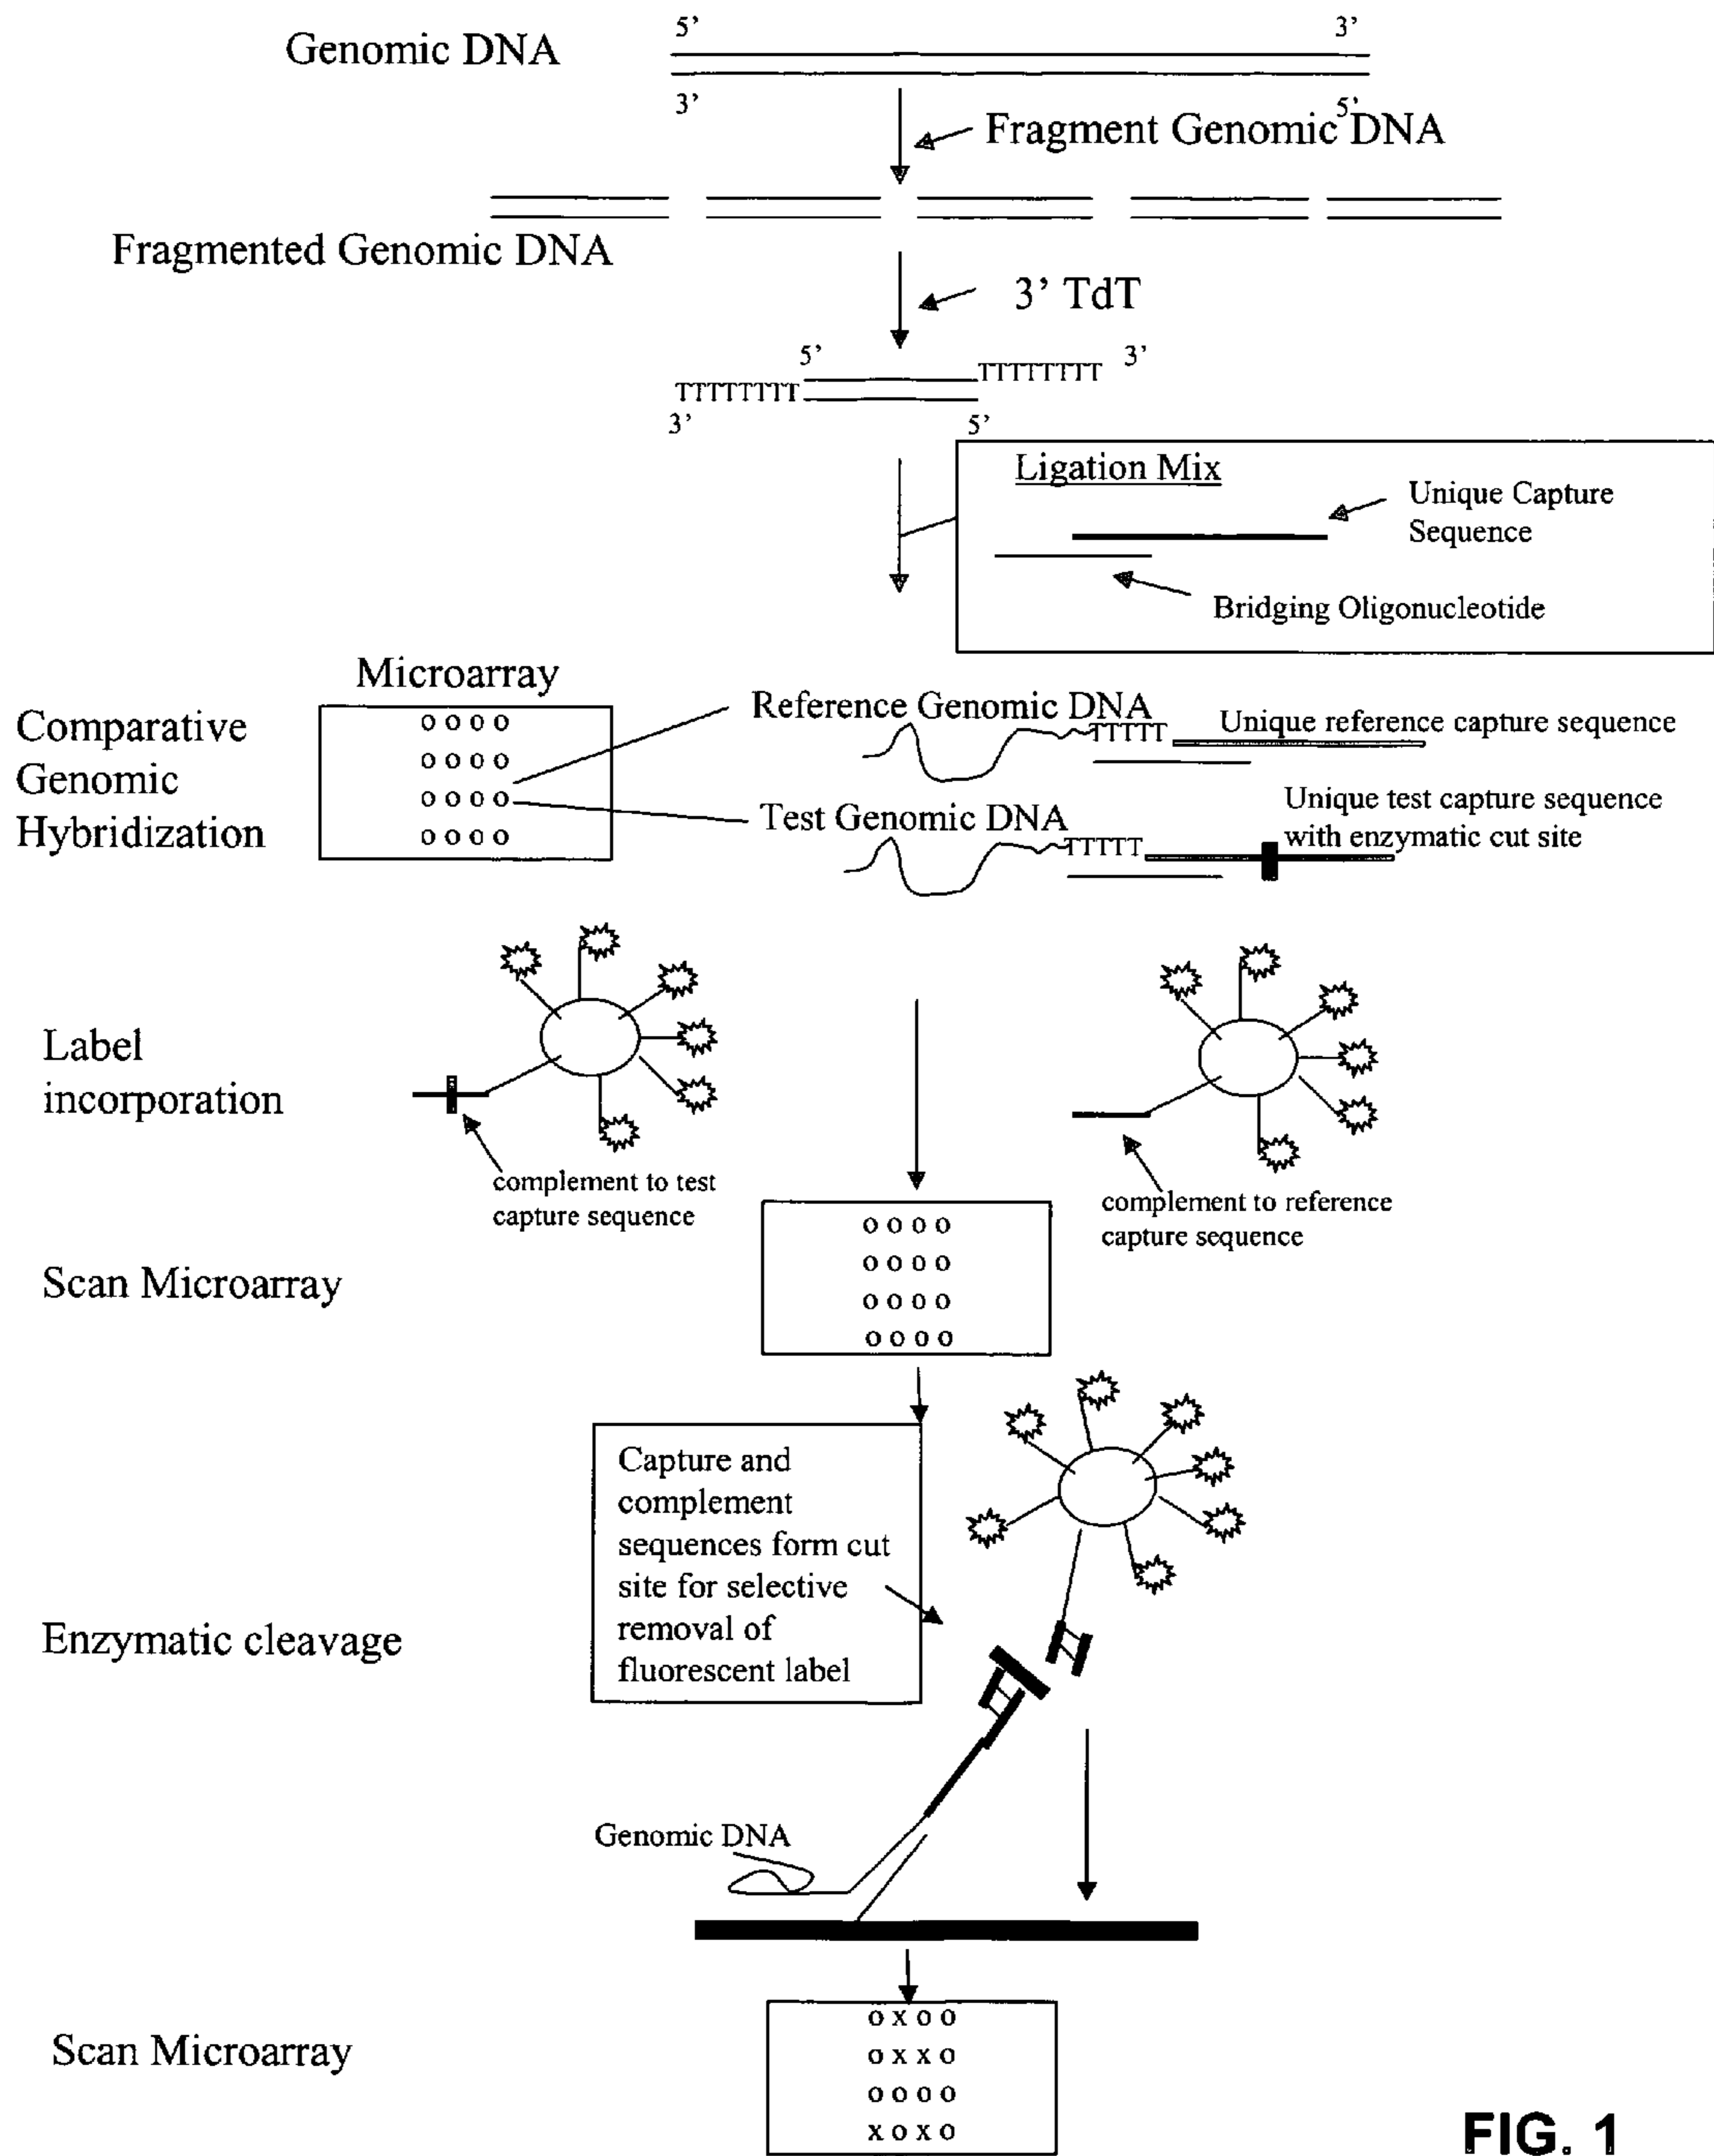 5’ 3’
Genomic DNA
3’ 5’
Fragment Genomic DNA
Fragmented Genomic DNA
3’ TdT
5’ TTTTTTTT 3’
TTTTTTTT
3’ 5’
Ligation Mix
Unique Capture
Sequence
Bridging Oligonucleotide
Microarray
Comparative
Genomic
Hybridization
o o o o
o o o o
o o o o
o o o o
Reference Genomic DNA
TTTTT
Unique reference capture sequence
Test Genomic DNA
TTTTT
Unique test capture sequence
with enzymatic cut site
Label
incorporation
complement to test
capture sequence
complement to reference
capture sequence
Scan Microarray
o o o o
o o o o
o o o o
o o o o
Capture and
complement
sequences form cut
site for selective
removal of
fluorescent label
Enzymatic cleavage
Genomic DNA
Scan Microarray
o x o o
o x x o
o o o o
x o x o
FIG. 1